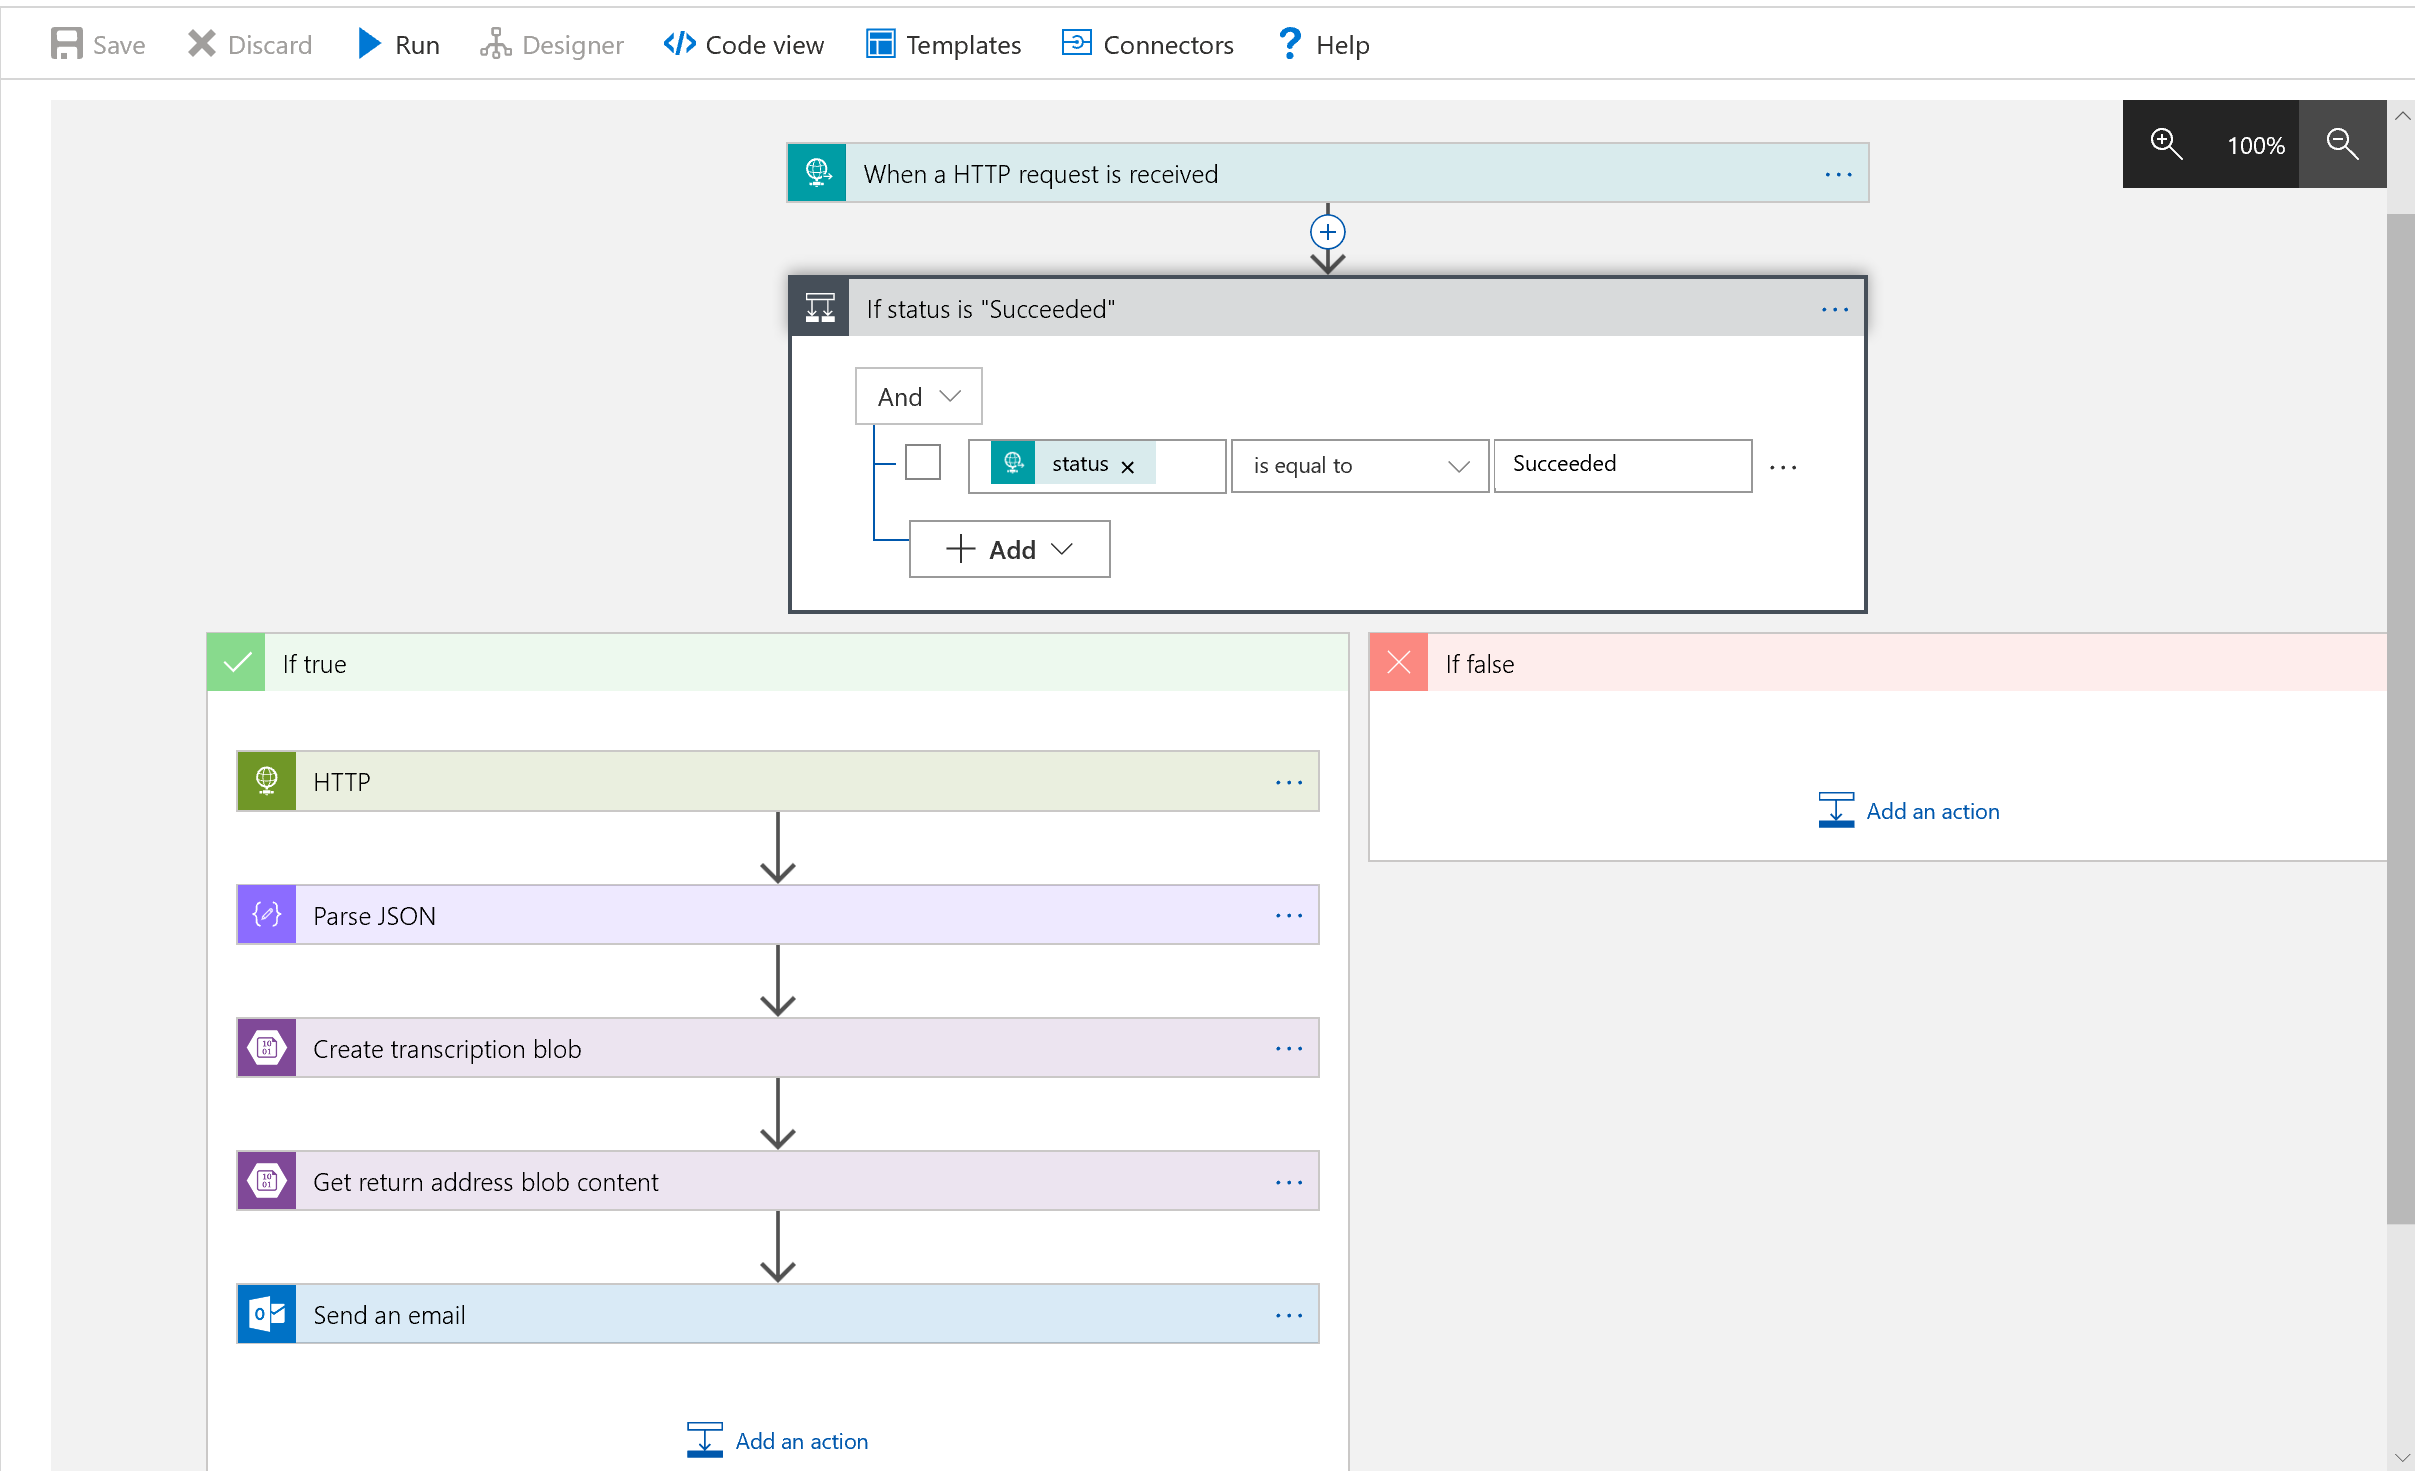 Save Discard Run Designer Code view Templates Connectors Help
100%
When a HTTP request is received
If status is "Succeeded"
And
status is equal to Succeeded
Add
If true
If false
HTTP
Add an action
Parse JSON
Create transcription blob
Get return address blob content
Send an email
Add an action